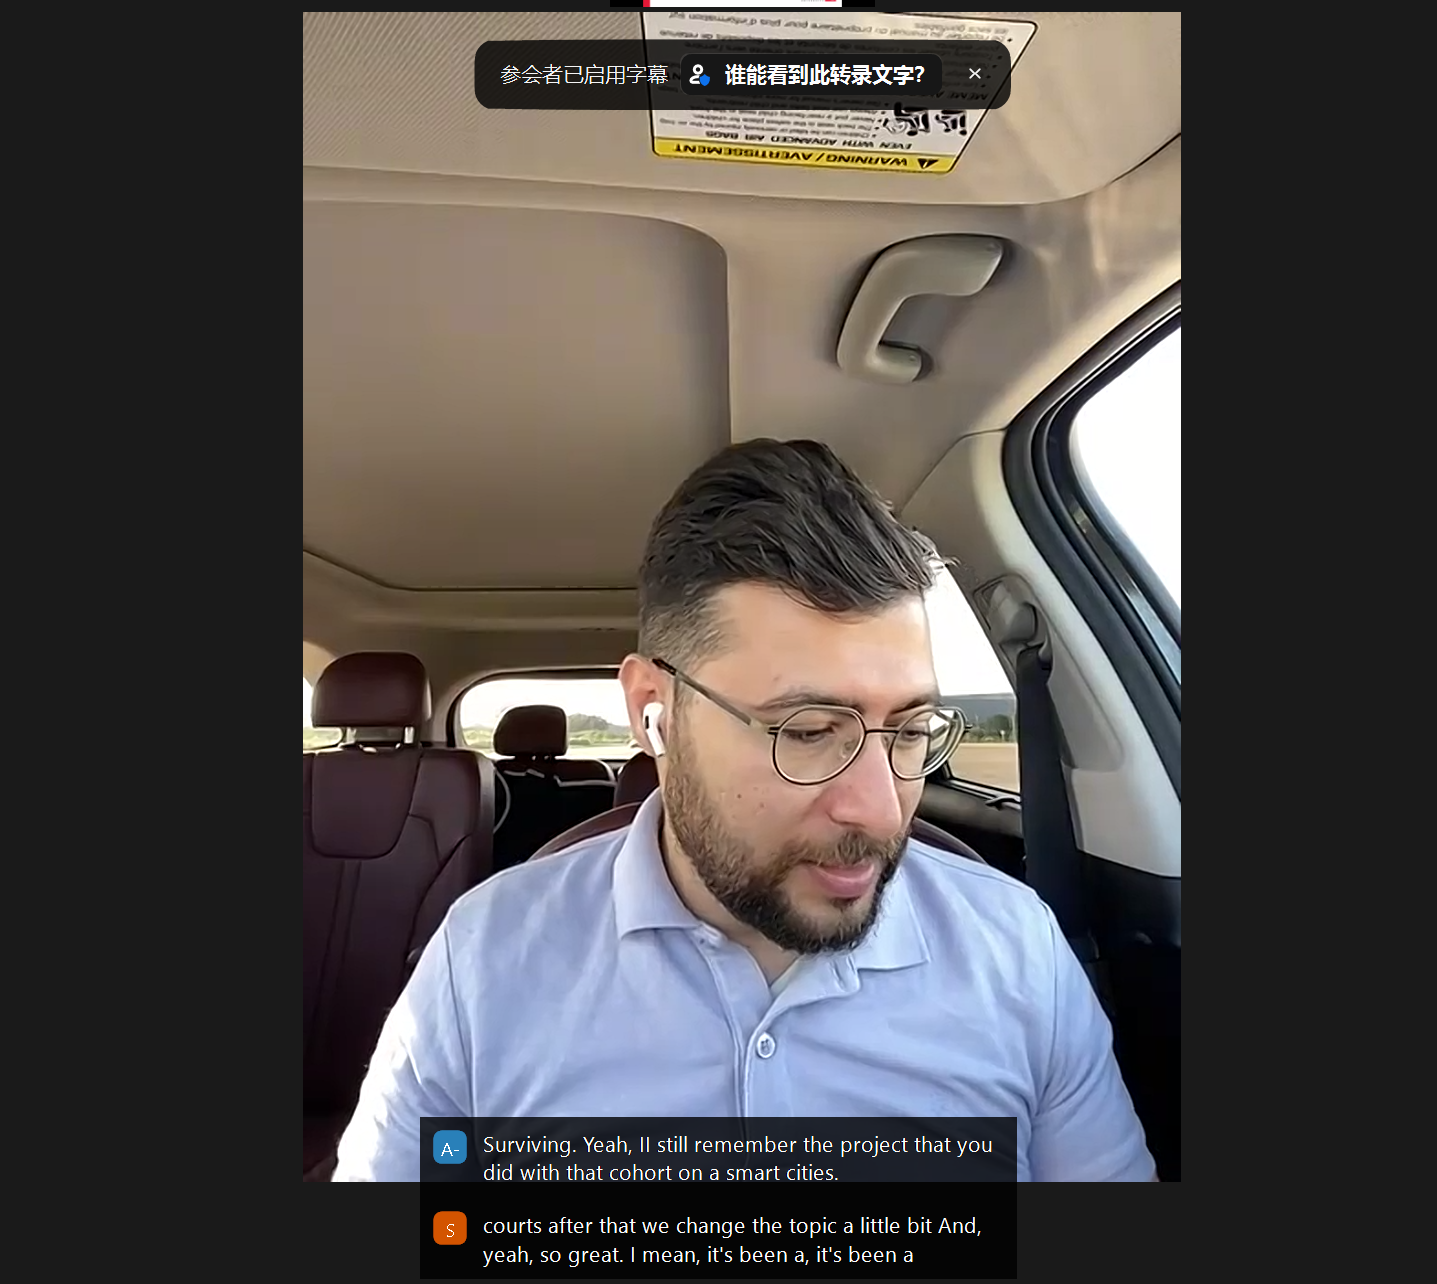 参会者已启用字幕 谁能看到此转录文字?
EVEN WITH ADVANCED AIR BAGS
WARNING / AVERTISSEMENT
A- Surviving. Yeah, II still remember the project that you
did with that cohort on a smart cities.
S courts after that we change the topic a little bit And,
yeah, so great. I mean, it's been a, it's been a